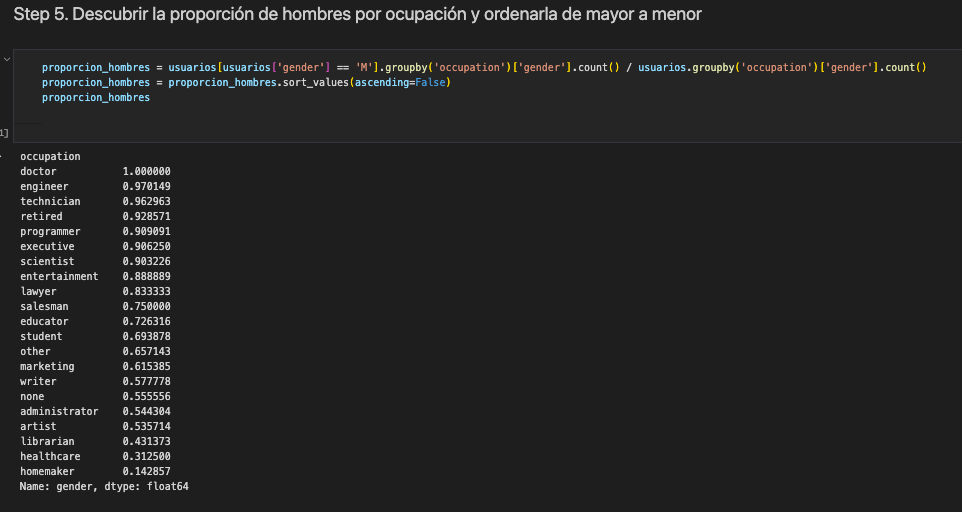 Step 5. Descubrir la proporción de hombres por ocupación y ordenarla de mayor a menor
proporcion_hombres = usuarios[usuarios['gender'] == 'M'].groupby('occupation')['gender'].count() / usuarios.groupby('occupation')['gender'].count()
proporcion_hombres = proporcion_hombres.sort_values(ascending=False)
proporcion_hombres
1]
occupation
doctor 1.000000
engineer 0.970149
technician 0.962963
retired 0.928571
programmer 0.909091
executive 0.906250
scientist 0.903226
entertainment 0.888889
lawyer 0.833333
salesman 0.750000
educator 0.726316
student 0.693878
other 0.657143
marketing 0.615385
writer 0.577778
none 0.555556
administrator 0.544304
artist 0.535714
librarian 0.431373
healthcare 0.312500
homemaker 0.142857
Name: gender, dtype: float64